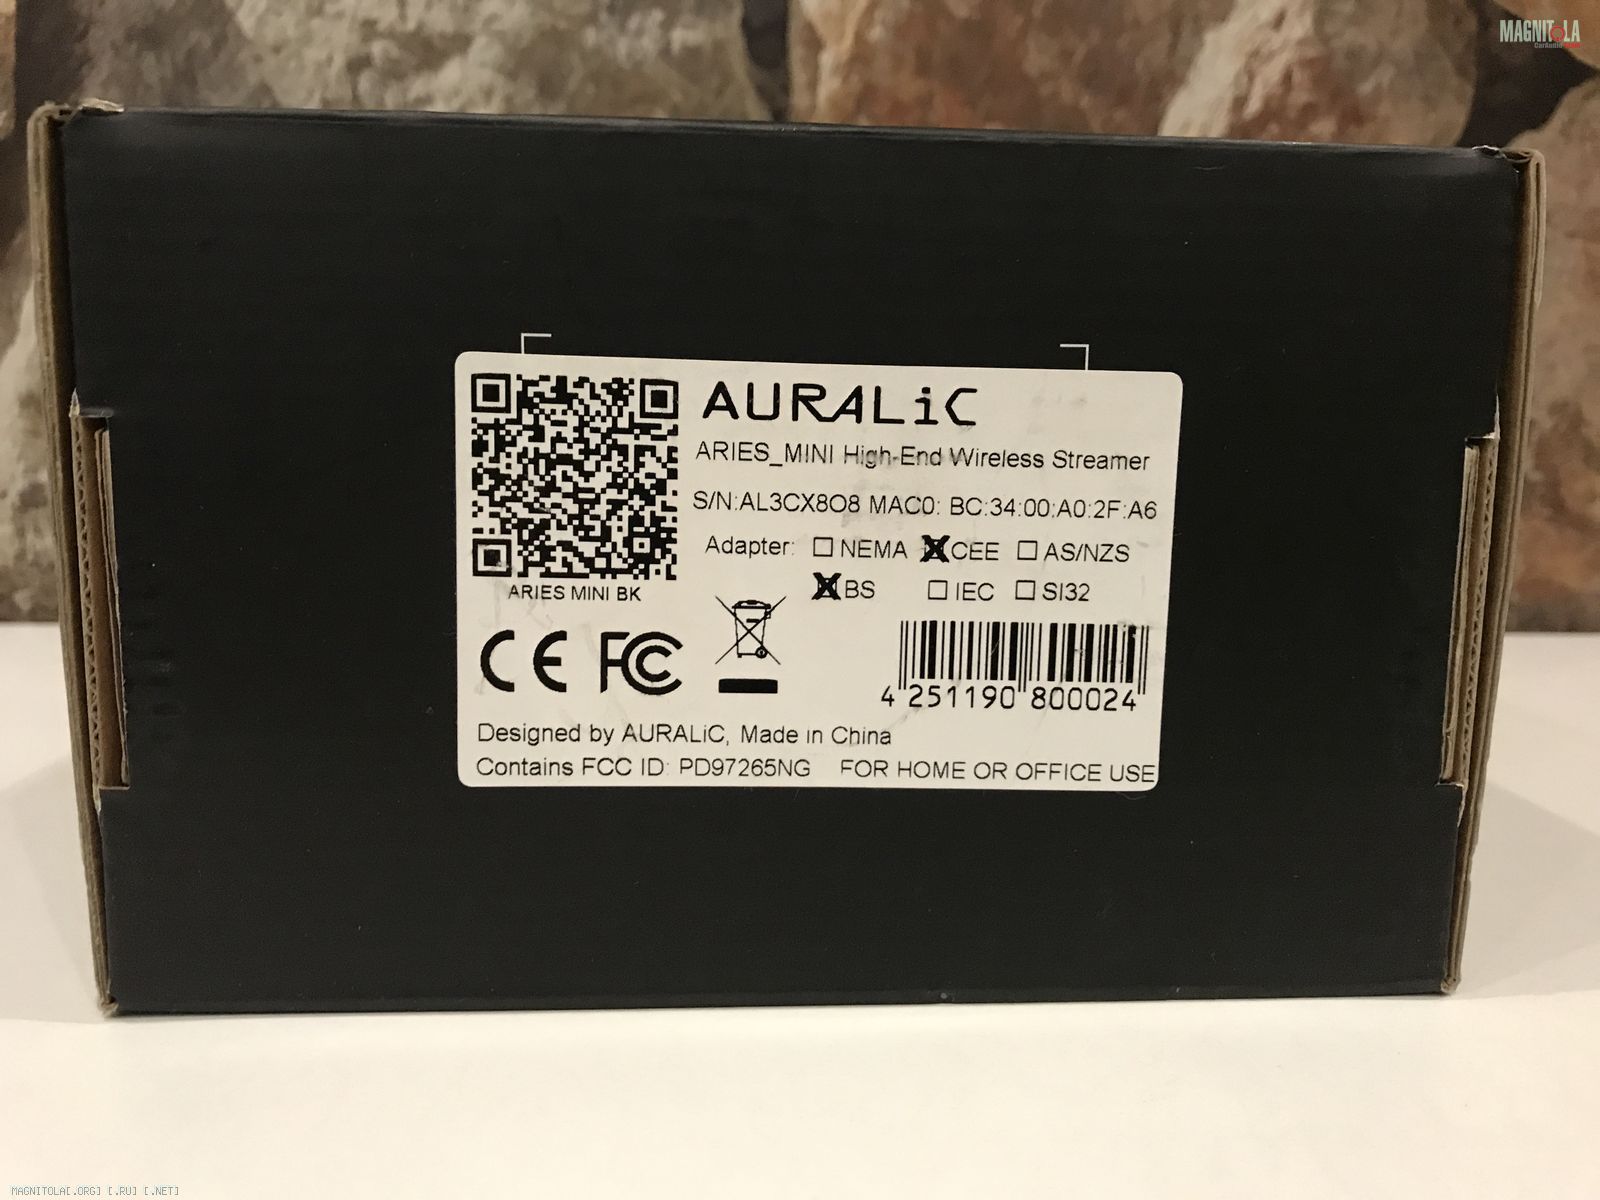 MAGNITOLA
AURALiC
ARIES_MINI High-End Wireless Streamer
S/N:AL3CX8O8 MAC0: BC:34:00:A0:2F:A6
Adapter: NEMA CEE AS/NZS
BS IEC SI32
ARIES MINI BK
CE FC
4 251190 800024
Designed by AURALiC, Made in China
Contains FCC ID: PD97265NG FOR HOME OR OFFICE USE
MAGNITOLA[.ORG] [.RU] [.NET]